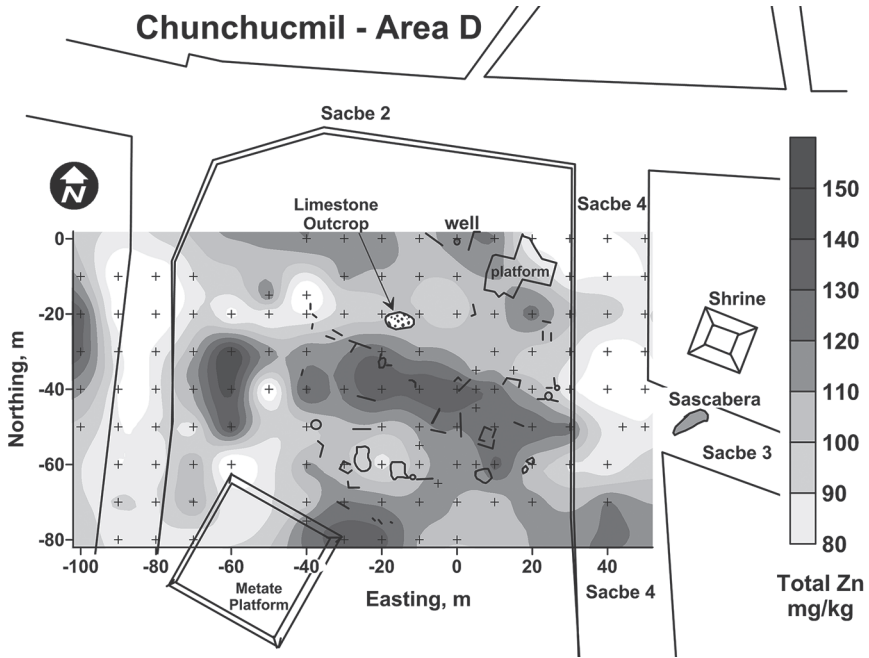 Chunchucmil - Area D
Sacbe 2
N
Limestone
Outcrop
well
Sacbe 4
platform
Shrine
Sascabera
Sacbe 3
Metate
Platform
Sacbe 4
Northing, m
0
-20
-40
-60
-80
-100
-80
-60
-40
-20
0
20
40
Easting, m
150
140
130
120
110
100
90
80
Total Zn
mg/kg